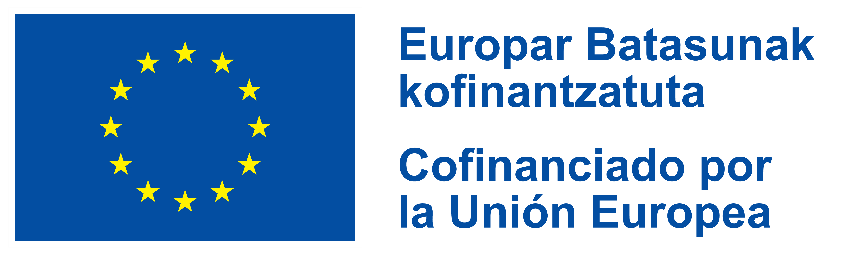 Europar Batasunak
kofinantzatuta
Cofinanciado por
la Unión Europea